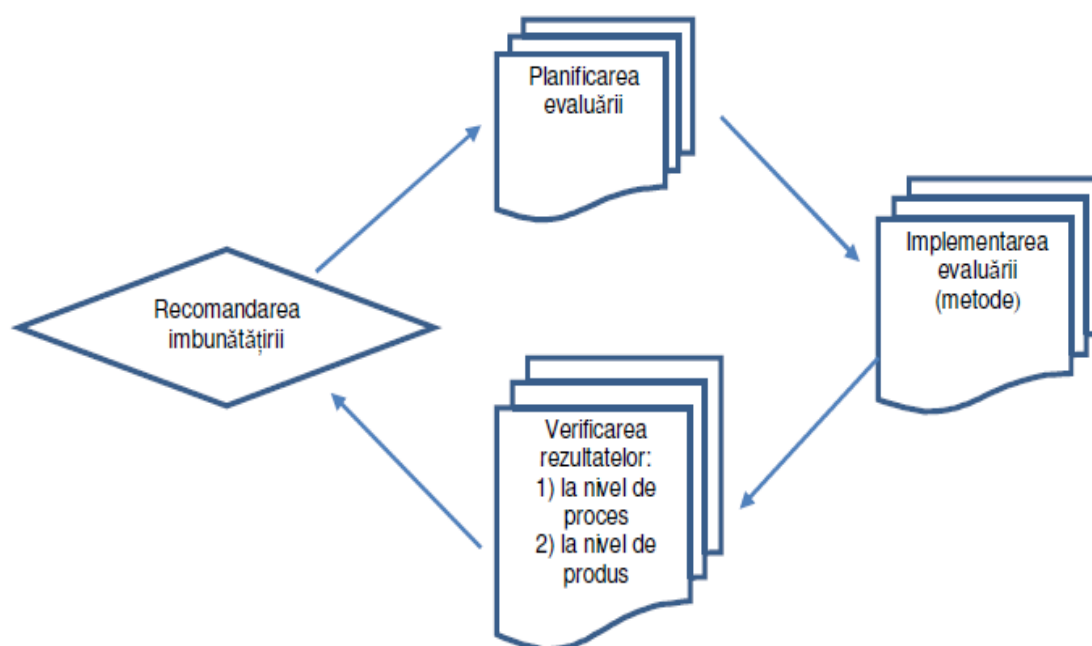 Planificarea
evaluării
Implementarea
evaluării
(metode)
Recomandarea
imbunătățirii
Verificarea
rezultatelor:
1) la nivel de
proces
2) la nivel de
produs